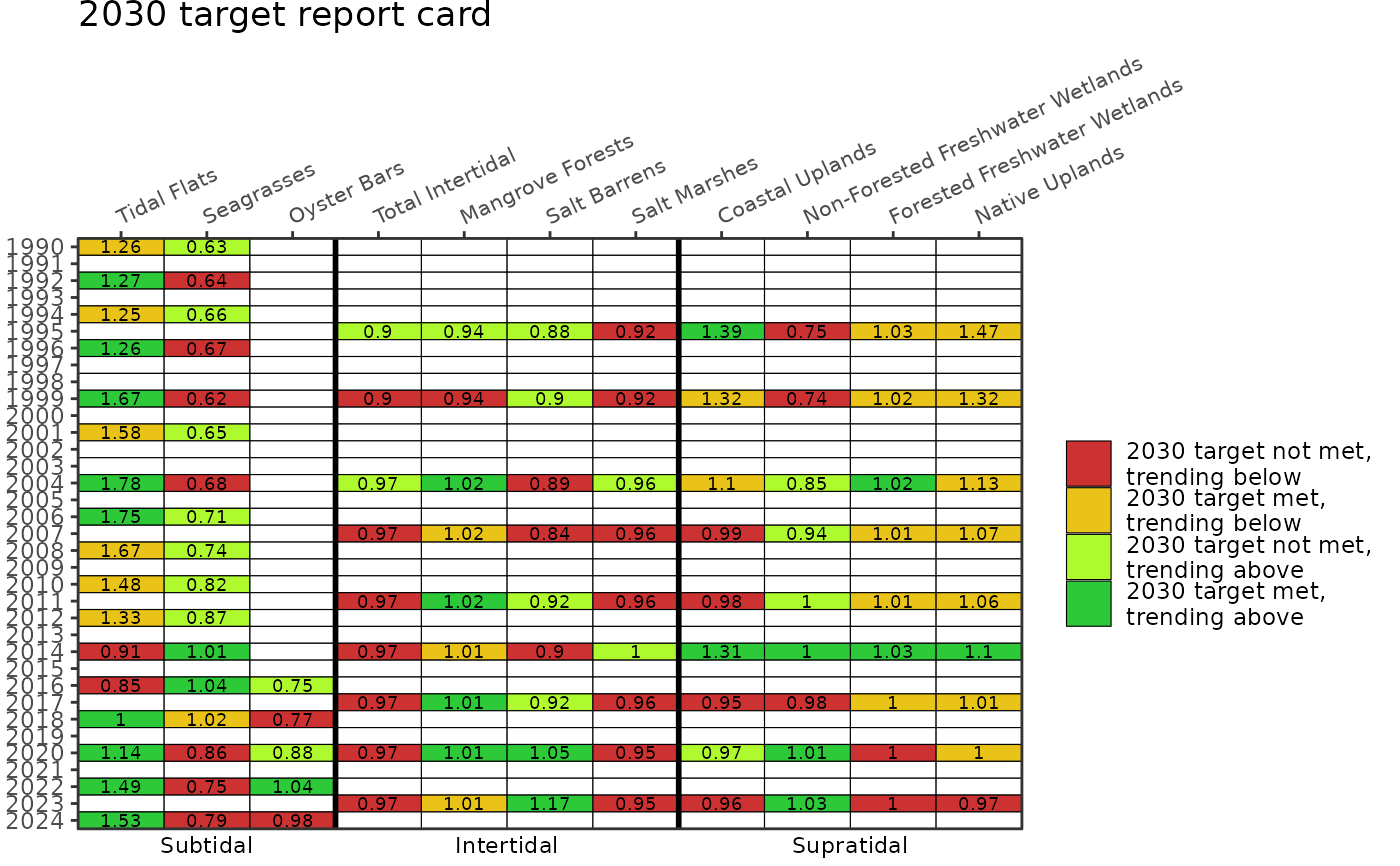 2030 target report card
Tidal Flats
Seagrasses
Oyster Bars
Total Intertidal
Mangrove Forests
Salt Barrens
Salt Marshes
Coastal Uplands
Non-Forested Freshwater Wetlands
Forested Freshwater Wetlands
Native Uplands
1990 1.26 0.63
1991
1992 1.27 0.64
1993
1994 1.25 0.66
1995 0.9 0.94 0.88 0.92 1.39 0.75 1.03 1.47
1996 1.26 0.67
1997
1998
1999 1.67 0.62 0.9 0.94 0.9 0.92 1.32 0.74 1.02 1.32
2000
2001 1.58 0.65
2002
2003
2004 1.78 0.68 0.97 1.02 0.89 0.96 1.1 0.85 1.02 1.13
2005
2006 1.75 0.71
2007 0.97 1.02 0.84 0.96 0.99 0.94 1.01 1.07
2008 1.67 0.74
2009
2010 1.48 0.82
2011 0.97 1.02 0.92 0.96 0.98 1 1.01 1.06
2012 1.33 0.87
2013
2014 0.91 1.01 0.97 1.01 0.9 1 1.31 1 1.03 1.1
2015
2016 0.85 1.04 0.75
2017 0.97 1.01 0.92 0.96 0.95 0.98 1 1.01
2018 1 1.02 0.77
2019
2020 1.14 0.86 0.88 0.97 1.01 1.05 0.95 0.97 1.01 1 1
2021
2022 1.49 0.75 1.04
2023 0.97 1.01 1.17 0.95 0.96 1.03 1 0.97
2024 1.53 0.79 0.98
Subtidal Intertidal Supratidal
2030 target not met,
trending below
2030 target met,
trending below
2030 target not met,
trending above
2030 target met,
trending above